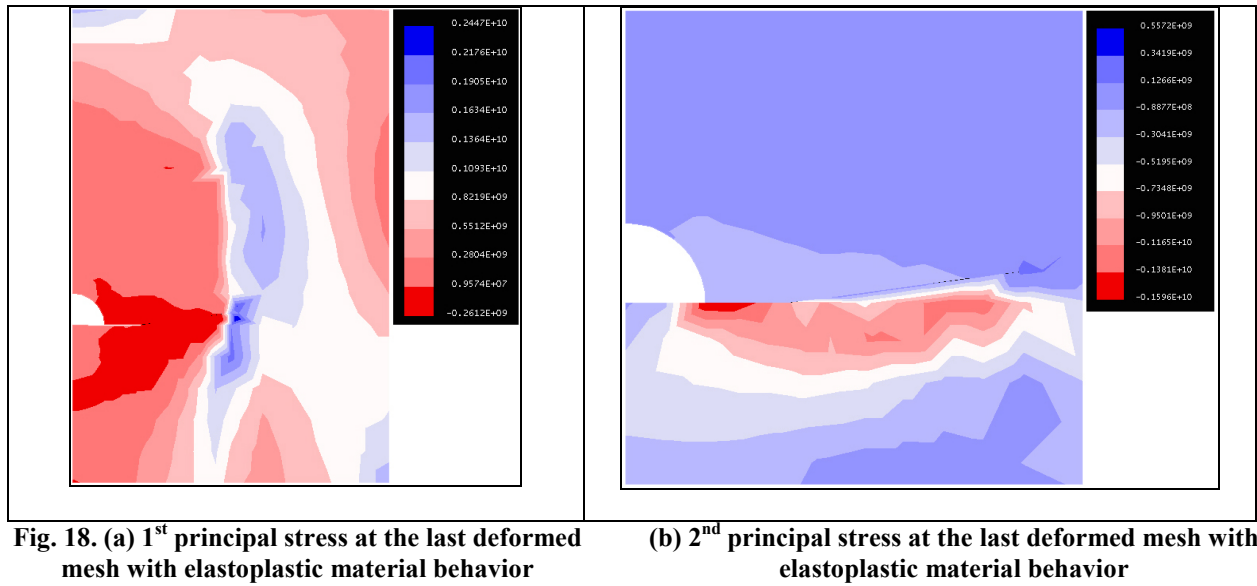 0.2447E+10
0.2176E+10
0.1905E+10
0.1634E+10
0.1364E+10
0.1093E+10
0.8219E+09
0.5512E+09
0.2804E+09
0.9574E+07
-0.2612E+09
0.5572E+09
0.3419E+09
0.1266E+09
-0.8877E+08
-0.3041E+09
-0.5195E+09
-0.7348E+09
-0.9501E+09
-0.1165E+10
-0.1381E+10
-0.1596E+10
Fig. 18. (a) 1st principal stress at the last deformed
mesh with elastoplastic material behavior
(b) 2nd principal stress at the last deformed mesh with
elastoplastic material behavior